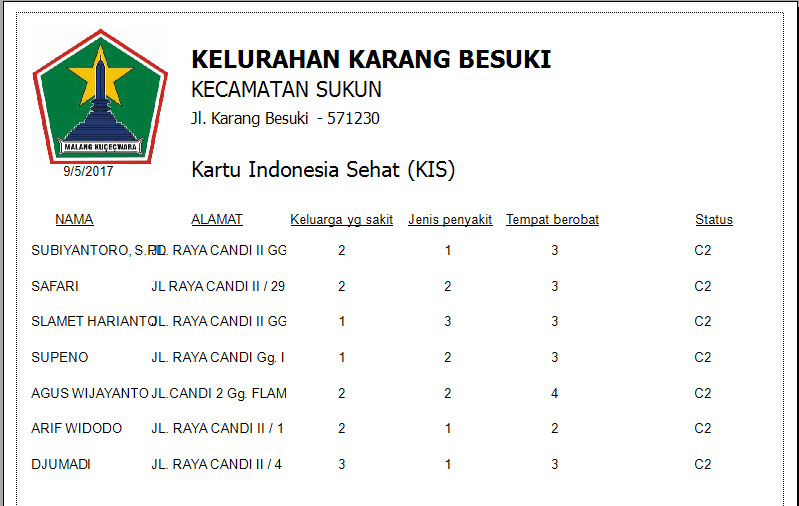 KELURAHAN KARANG BESUKI
KECAMATAN SUKUN
Jl. Karang Besuki - 571230
MALANG KUÇEÇWARA
9/5/2017
Kartu Indonesia Sehat (KIS)
NAMA ALAMAT Keluarga yg sakit Jenis penyakit Tempat berobat Status
SUBIYANTORO, S.PD JL. RAYA CANDI II GG 2 1 3 C2
SAFARI JL RAYA CANDI II / 29 2 2 3 C2
SLAMET HARIANTO JL. RAYA CANDI II GG 1 3 3 C2
SUPENO JL. RAYA CANDI Gg. I 1 2 3 C2
AGUS WIJAYANTO JL.CANDI 2 Gg. FLAM 2 2 4 C2
ARIF WIDODO JL. RAYA CANDI II / 1 2 1 2 C2
DJUMADI JL. RAYA CANDI II / 4 3 1 3 C2